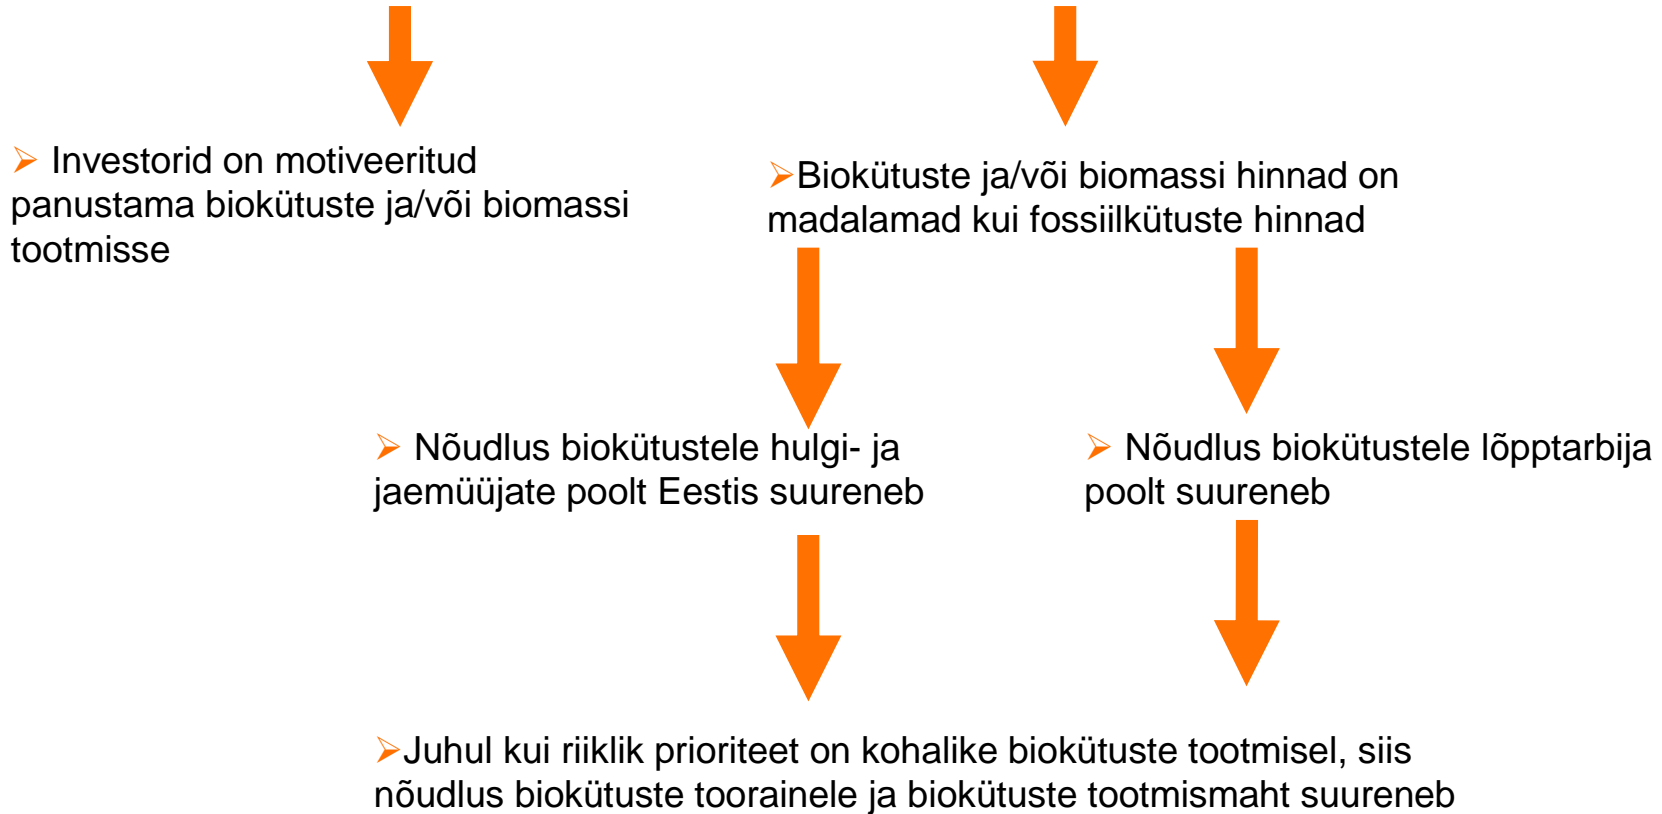 ➢ Investorid on motiveeritud
panustama biokütuste ja/või biomassi
tootmisse
➢Biokütuste ja/või biomassi hinnad on
madalamad kui fossiilkütuste hinnad
➢ Nõudlus biokütustele hulgi- ja
jaemüüjate poolt Eestis suureneb
➢ Nõudlus biokütustele lõpptarbija
poolt suureneb
➢Juhul kui riiklik prioriteet on kohalike biokütuste tootmisel, siis
nõudlus biokütuste toorainele ja biokütuste tootmismaht suureneb